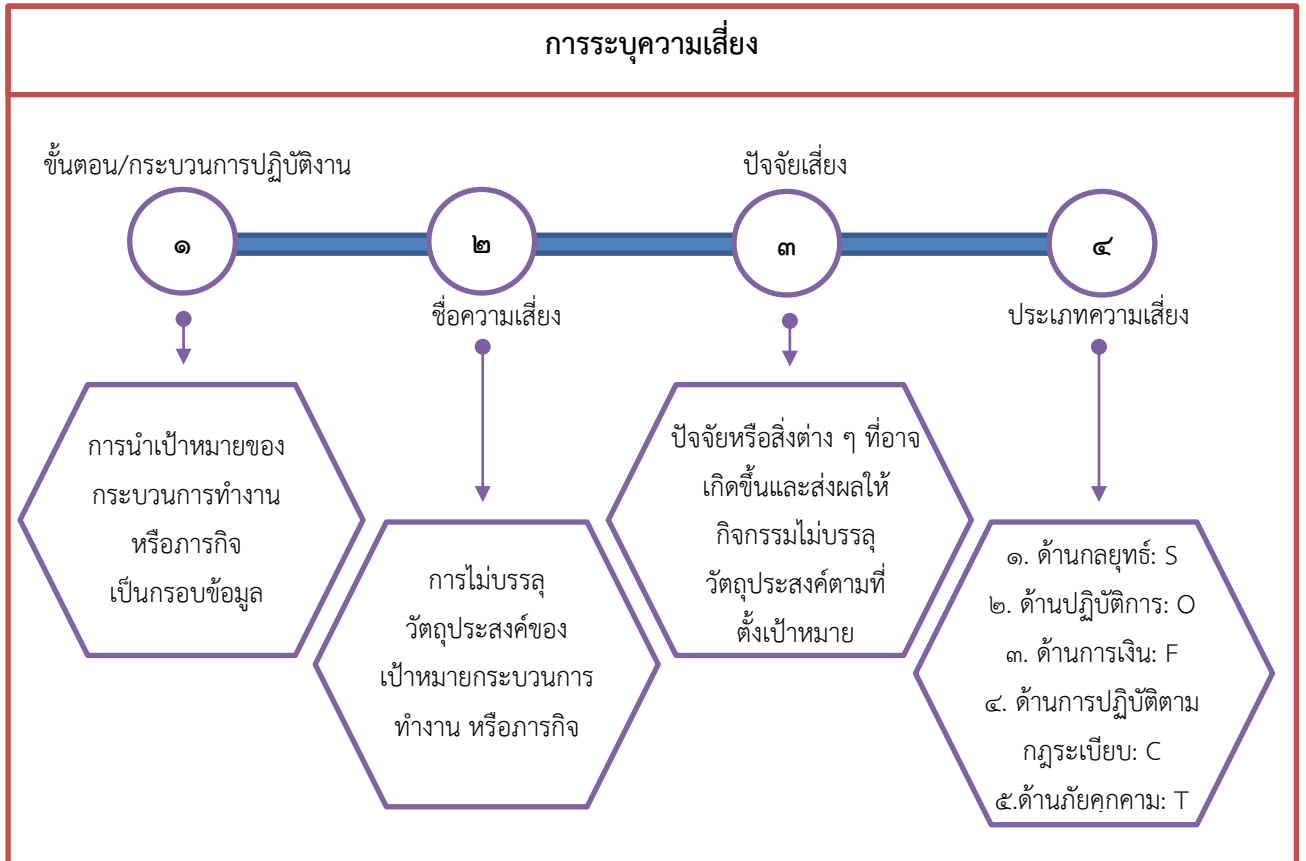 การระบุความเสี่ยง
ขั้นตอน/กระบวนการปฏิบัติงาน
ปัจจัยเสี่ยง
๑
๒
๓
๔
ชื่อความเสี่ยง
ประเภทความเสี่ยง
การนำเป้าหมายของ
กระบวนการทำงาน
หรือภารกิจ
เป็นกรอบข้อมูล
การไม่บรรลุ
วัตถุประสงค์ของ
เป้าหมายกระบวนการ
ทำงาน หรือภารกิจ
ปัจจัยหรือสิ่งต่าง ๆ ที่อาจ
เกิดขึ้นและส่งผลให้
กิจกรรมไม่บรรลุ
วัตถุประสงค์ตามที่
ตั้งเป้าหมาย
๑. ด้านกลยุทธ์: S
๒. ด้านปฏิบัติการ: O
๓. ด้านการเงิน: F
๔. ด้านการปฏิบัติตาม
กฎระเบียบ: C
๕.ด้านภัยคุกคาม: T